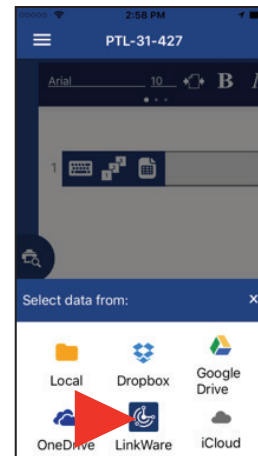 2:58 PM
PTL-31-427
Arial 10 B
1
Select data from: ×
Local Dropbox Google Drive
OneDrive LinkWare iCloud